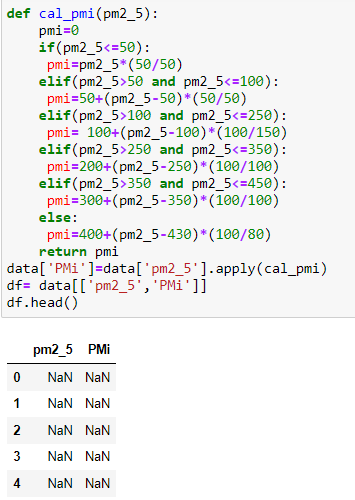 def cal_pmi(pm2_5):
    pmi=0
    if(pm2_5<=50):
     pmi=pm2_5*(50/50)
    elif(pm2_5>50 and pm2_5<=100):
     pmi=50+(pm2_5-50)*(50/50)
    elif(pm2_5>100 and pm2_5<=250):
     pmi= 100+(pm2_5-100)*(100/150)
    elif(pm2_5>250 and pm2_5<=350):
     pmi=200+(pm2_5-250)*(100/100)
    elif(pm2_5>350 and pm2_5<=450):
     pmi=300+(pm2_5-350)*(100/100)
    else:
     pmi=400+(pm2_5-430)*(100/80)
    return pmi
data['PMi']=data['pm2_5'].apply(cal_pmi)
df= data[['pm2_5','PMi']]
df.head()
pm2_5 PMi
0 NaN NaN
1 NaN NaN
2 NaN NaN
3 NaN NaN
4 NaN NaN